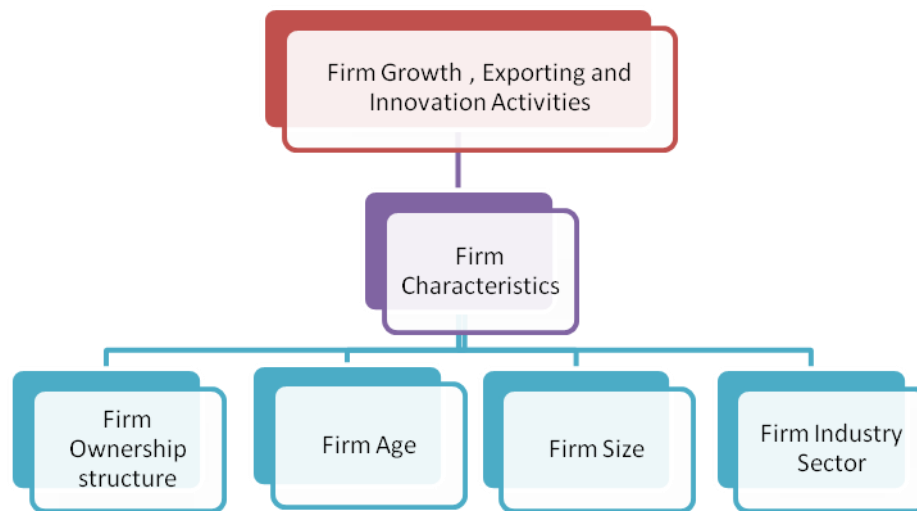 Firm Growth , Exporting and
Innovation Activities
Firm
Characteristics
Firm
Ownership
structure
Firm Age
Firm Size
Firm Industry
Sector